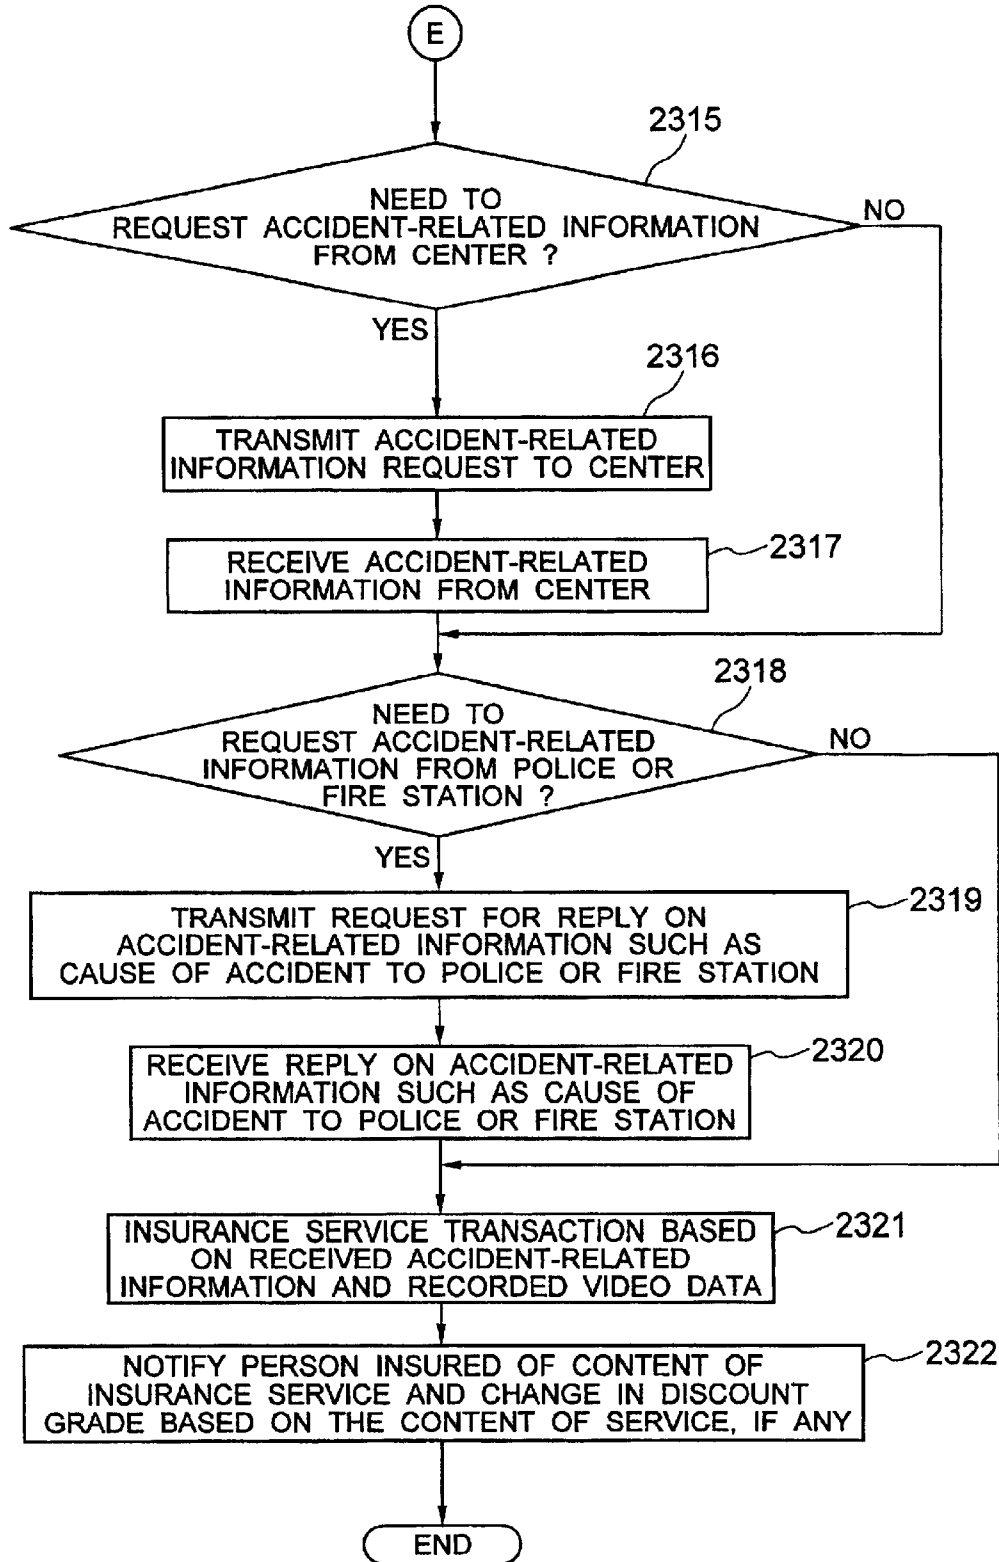 E
2315
NEED TO
REQUEST ACCIDENT-RELATED INFORMATION
FROM CENTER ?
NO
YES
2316
TRANSMIT ACCIDENT-RELATED
INFORMATION REQUEST TO CENTER
2317
RECEIVE ACCIDENT-RELATED
INFORMATION FROM CENTER
2318
NEED TO
REQUEST ACCIDENT-RELATED
INFORMATION FROM POLICE OR
FIRE STATION ?
NO
YES
2319
TRANSMIT REQUEST FOR REPLY ON
ACCIDENT-RELATED INFORMATION SUCH AS
CAUSE OF ACCIDENT TO POLICE OR FIRE STATION
2320
RECEIVE REPLY ON ACCIDENT-RELATED
INFORMATION SUCH AS CAUSE OF
ACCIDENT TO POLICE OR FIRE STATION
2321
INSURANCE SERVICE TRANSACTION BASED
ON RECEIVED ACCIDENT-RELATED
INFORMATION AND RECORDED VIDEO DATA
2322
NOTIFY PERSON INSURED OF CONTENT OF
INSURANCE SERVICE AND CHANGE IN DISCOUNT
GRADE BASED ON THE CONTENT OF SERVICE, IF ANY
END